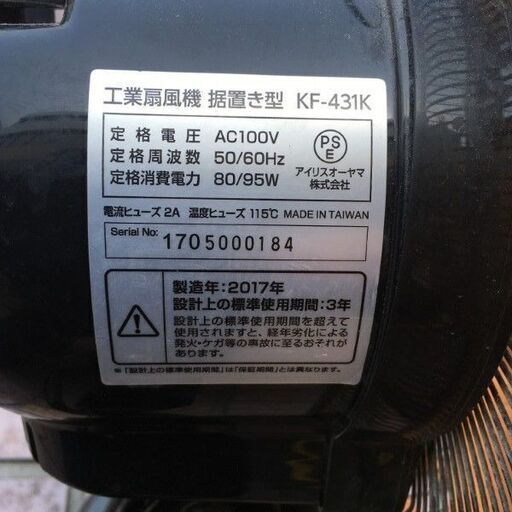 工業扇風機 据置き型 KF-431K
定格電圧 AC100V
定格周波数 50/60Hz
定格消費電力 80/95W
PS
E
アイリスオーヤマ
株式会社
電流ヒューズ 2A 温度ヒューズ 115℃ MADE IN TAIWAN
Serial No: 1705000184
製造年:2017年
設計上の標準使用期間:3年
設計上の標準使用期間を超えて
使用されますと、経年劣化による
発火・ケガ等の事故に至るおそれが
あります。
※「設計上の標準使用期間」は「保証期間」とは異なります。